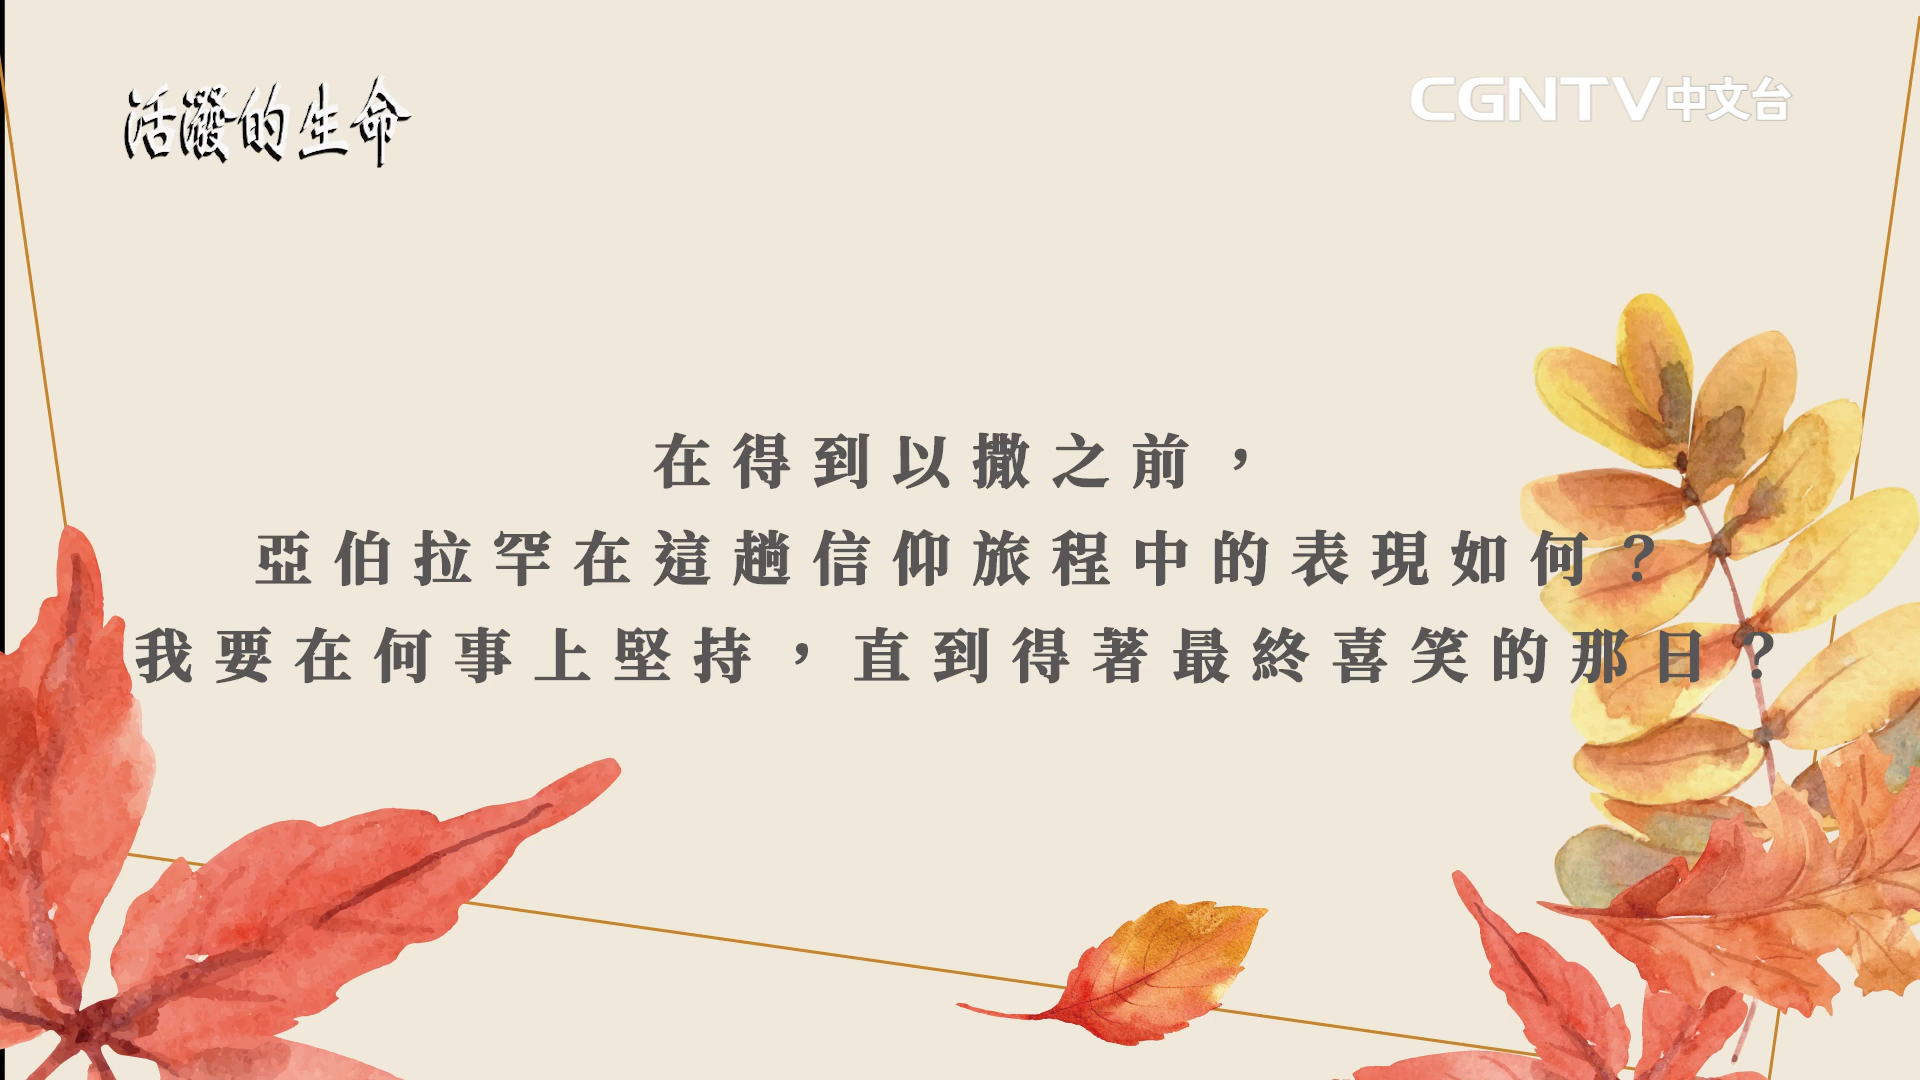 活潑的生命
CGNTV中文台
在得到以撒之前，
亞伯拉罕在這趟信仰旅程中的表現如何？
我要在何事上堅持，直到得著最終喜笑的那日？